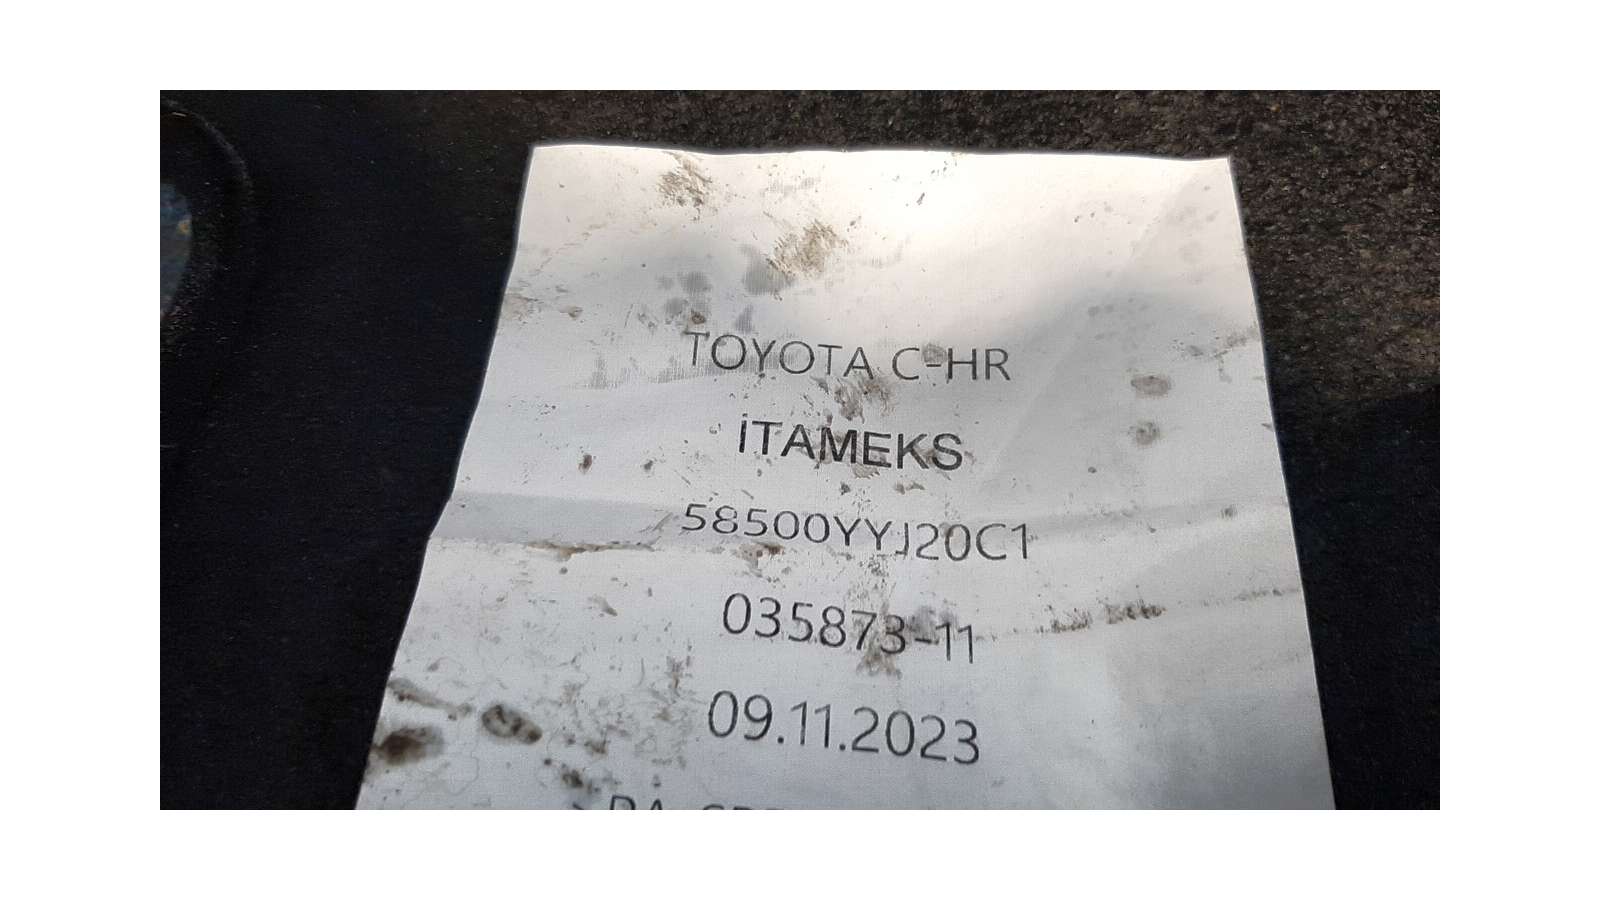 TOYOTA C-HR
İTAMEKS
58500YYJ20C1
035873-11
09.11.2023